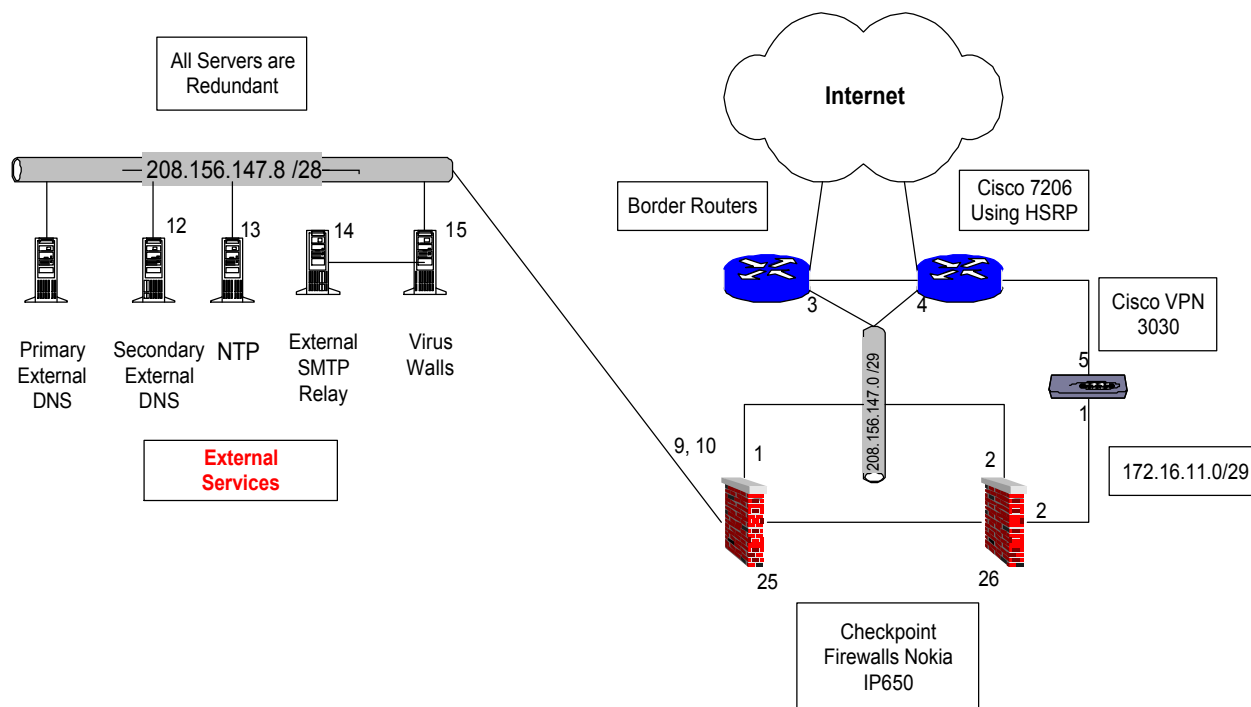 All Servers are
Redundant
208.156.147.8 /28
12
13
14
15
Primary
External
DNS
Secondary
External
DNS
NTP
External
SMTP
Relay
Virus
Walls
External
Services
Internet
Border Routers
Cisco 7206
Using HSRP
3
4
Cisco VPN
3030
5
1
208.156.147.0 /29
172.16.11.0/29
9, 10
1
2
2
25
26
Checkpoint
Firewalls Nokia
IP650